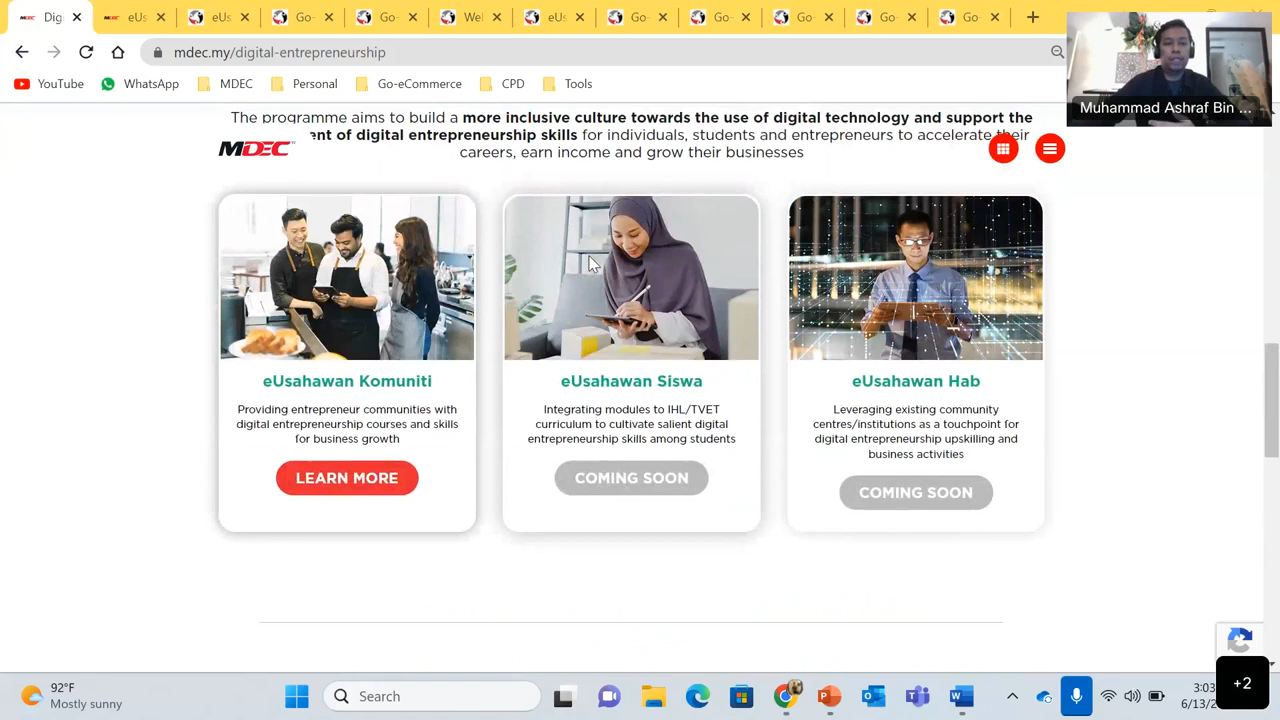 Dig
eUs
Go-
Komu
Go-
Wel
eUs
Go-
Go-
Go-
Go-
Go-
mdec.my/digital-entrepreneurship
YouTube
WhatsApp
MDEC
Personal
Go-eCommerce
CPD
Tools
Muhammad Ashraf Bin ...
The programme aims to build an inclusive culture towards the use of digital technology and support the
ent of digital entrepreneurship skills for individuals, students and entrepreneurs to accelerate their
careers, earn income and grow their businesses
MDEC
eUsahawan Komuniti
Providing entrepreneur communities with
digital entrepreneurship courses and skills
for business growth
LEARN MORE
eUsahawan Siswa
Integrating modules to IHL/TVET
curriculum to cultivate salient digital
entrepreneurship skills among students
COMING SOON
eUsahawan Hab
Leveraging existing community
centres/institutions as a touchpoint for
digital entrepreneurship upskilling and
business activities
COMING SOON
92°F
Mostly sunny
Search
3:03
6/13/2
+2